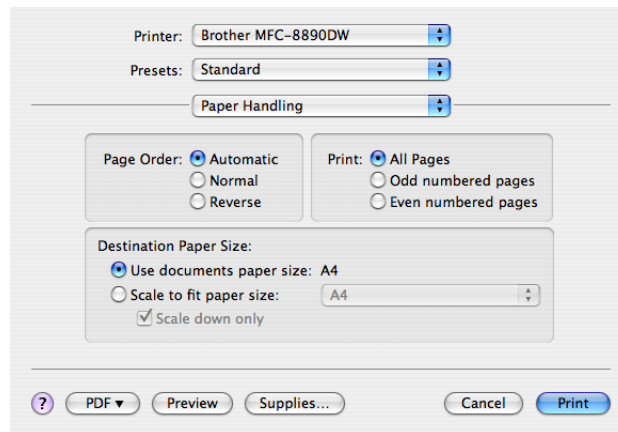 Printer: Brother MFC-8890DW
Presets: Standard
Paper Handling
Page Order: Automatic
Normal
Reverse
Print: All Pages
Odd numbered pages
Even numbered pages
Destination Paper Size:
Use documents paper size: A4
Scale to fit paper size: A4
Scale down only
? PDF▼ Preview Supplies... Cancel Print